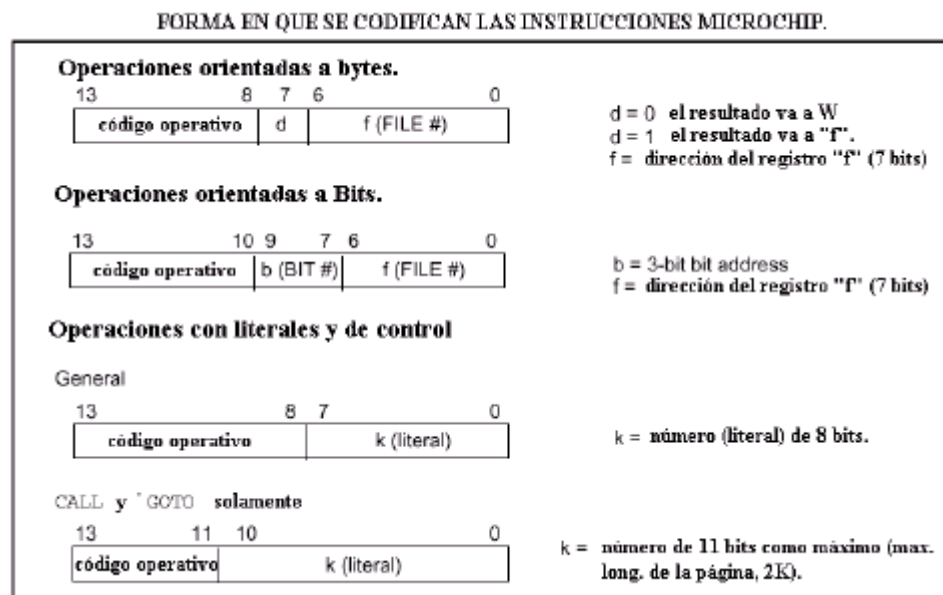 FORMA EN QUE SE CODIFICAN LAS INSTRUCCIONES MICROCHIP.
Operaciones orientadas a bytes.
13 8 7 6 0
código operativo d f (FILE #)
d = 0 el resultado va a W
d = 1 el resultado va a "f".
f = dirección del registro "f" (7 bits)
Operaciones orientadas a Bits.
13 10 9 7 6 0
código operativo b (BIT #) f (FILE #)
b = 3-bit bit address
f = dirección del registro "f" (7 bits)
Operaciones con literales y de control
General
13 8 7 0
código operativo k (literal)
k = número (literal) de 8 bits.
CALL y ˈGOTO solamente
13 11 10 0
código operativo k (literal)
k = número de 11 bits como máximo (max.
long. de la página, 2K).